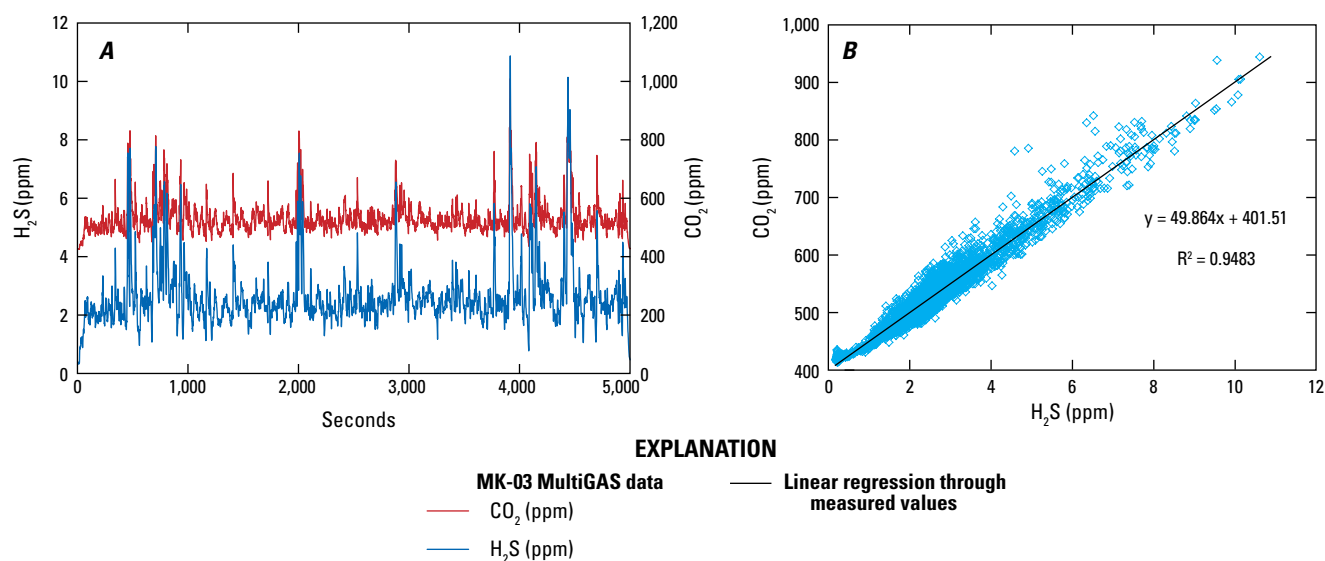 A
12
10
8
6
4
2
0
H₂S (ppm)
1,200
1,000
800
600
400
200
0
CO₂ (ppm)
0 1,000 2,000 3,000 4,000 5,000
Seconds
B
1,000
900
800
700
600
500
400
CO₂ (ppm)
y = 49.864x + 401.51
R² = 0.9483
0 2 4 6 8 10 12
H₂S (ppm)
EXPLANATION
MK-03 MultiGAS data
CO₂ (ppm)
H₂S (ppm)
Linear regression through
measured values